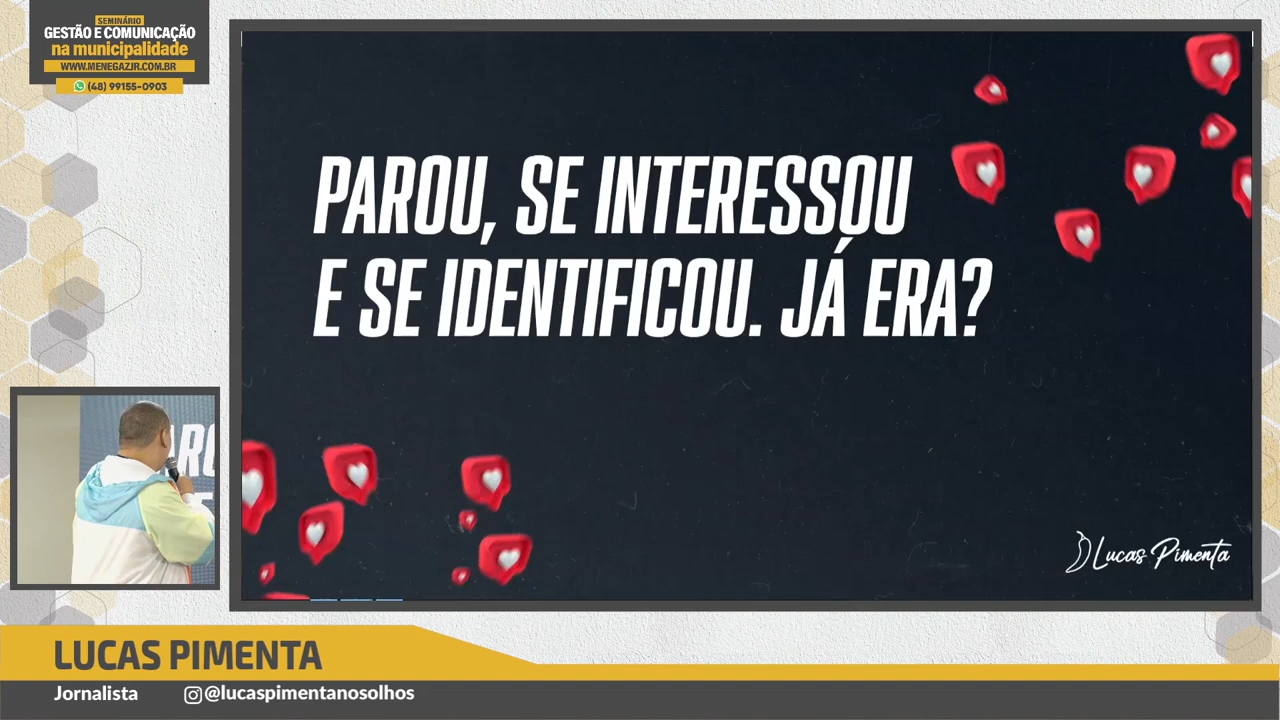 SEMINÁRIO
GESTÃO E COMUNICAÇÃO
na municipalidade
WWW.MENEGAZJR.COM.BR
(48) 99155-0903
PAROU, SE INTERESSOU
E SE IDENTIFICOU. JÁ ERA?
Lucas Pimenta
ARO
LUCAS PIMENTA
Jornalista
@lucaspimentanosolhos